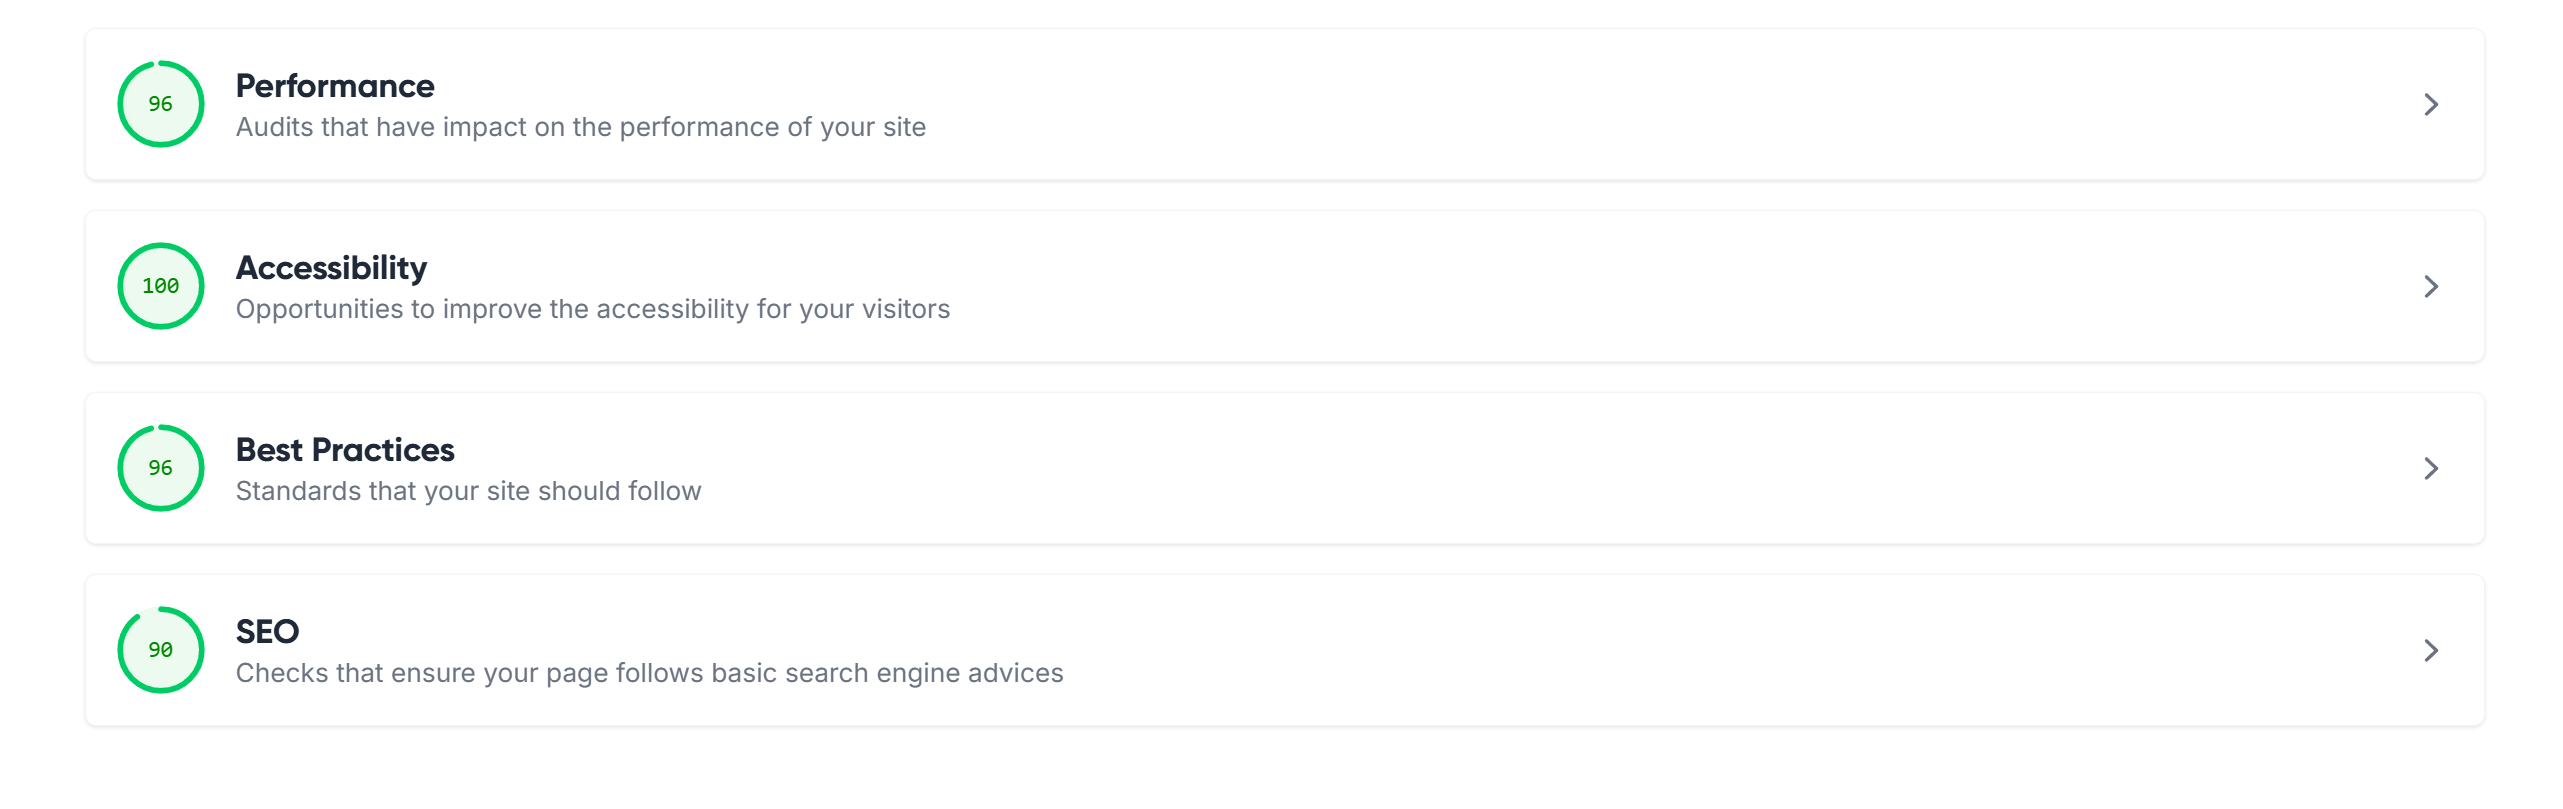 96
Performance
Audits that have impact on the performance of your site
100
Accessibility
Opportunities to improve the accessibility for your visitors
96
Best Practices
Standards that your site should follow
90
SEO
Checks that ensure your page follows basic search engine advices